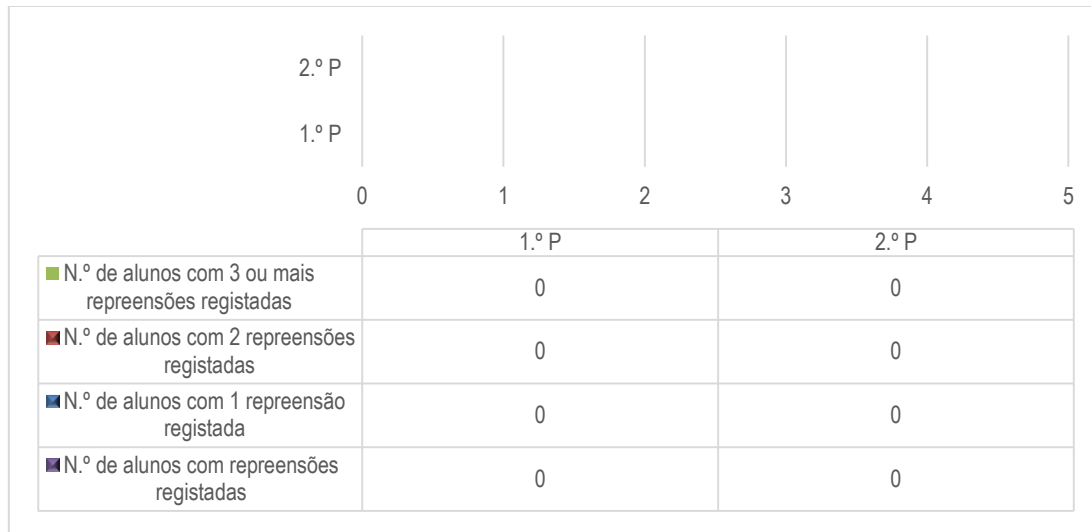 2.º P
1.º P
0 1 2 3 4 5
1.º P 2.º P
N.º de alunos com 3 ou mais
repreensões registadas
0 0
N.º de alunos com 2 repreensões
registadas
0 0
N.º de alunos com 1 repreensão
registada
0 0
N.º de alunos com repreensões
registadas
0 0